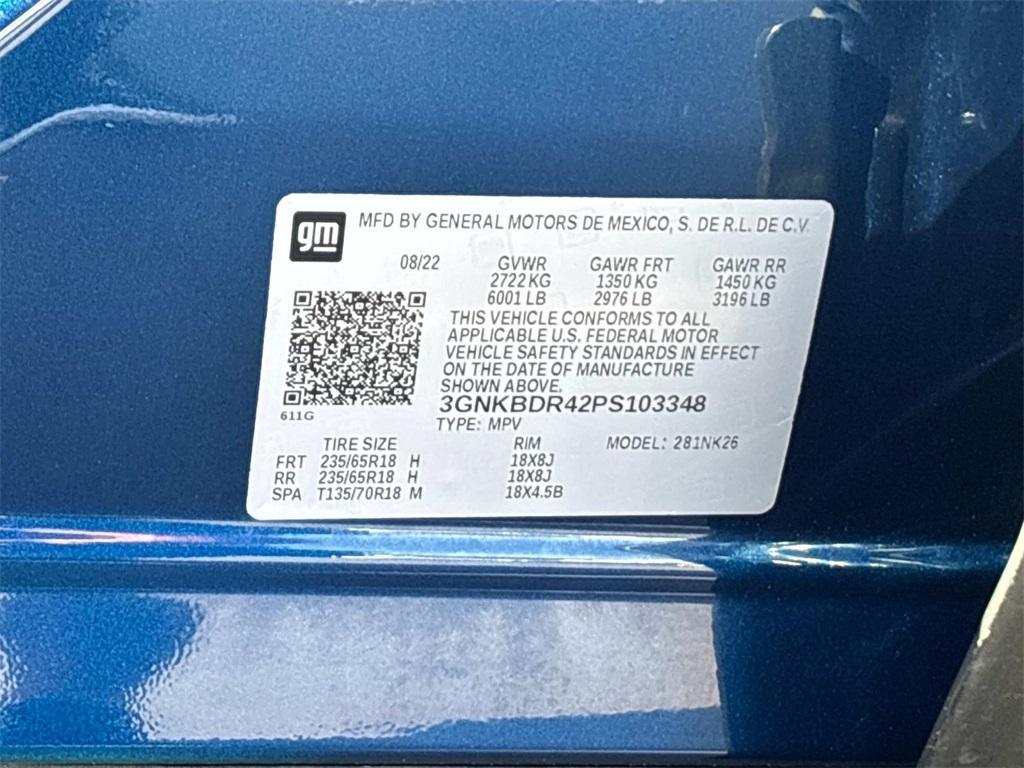 gm
MFD BY GENERAL MOTORS DE MEXICO, S. DE R.L. DE C.V.
08/22 GVWR GAWR FRT GAWR RR
2722 KG 1350 KG 1450 KG
6001 LB 2976 LB 3196 LB
THIS VEHICLE CONFORMS TO ALL
APPLICABLE U.S. FEDERAL MOTOR
VEHICLE SAFETY STANDARDS IN EFFECT
ON THE DATE OF MANUFACTURE
SHOWN ABOVE.
611G
3GNKBDR42PS103348
TYPE: MPV
TIRE SIZE RIM MODEL: 281NK26
FRT 235/65R18 H 18X8J
RR 235/65R18 H 18X8J
SPA T135/70R18 M 18X4.5B